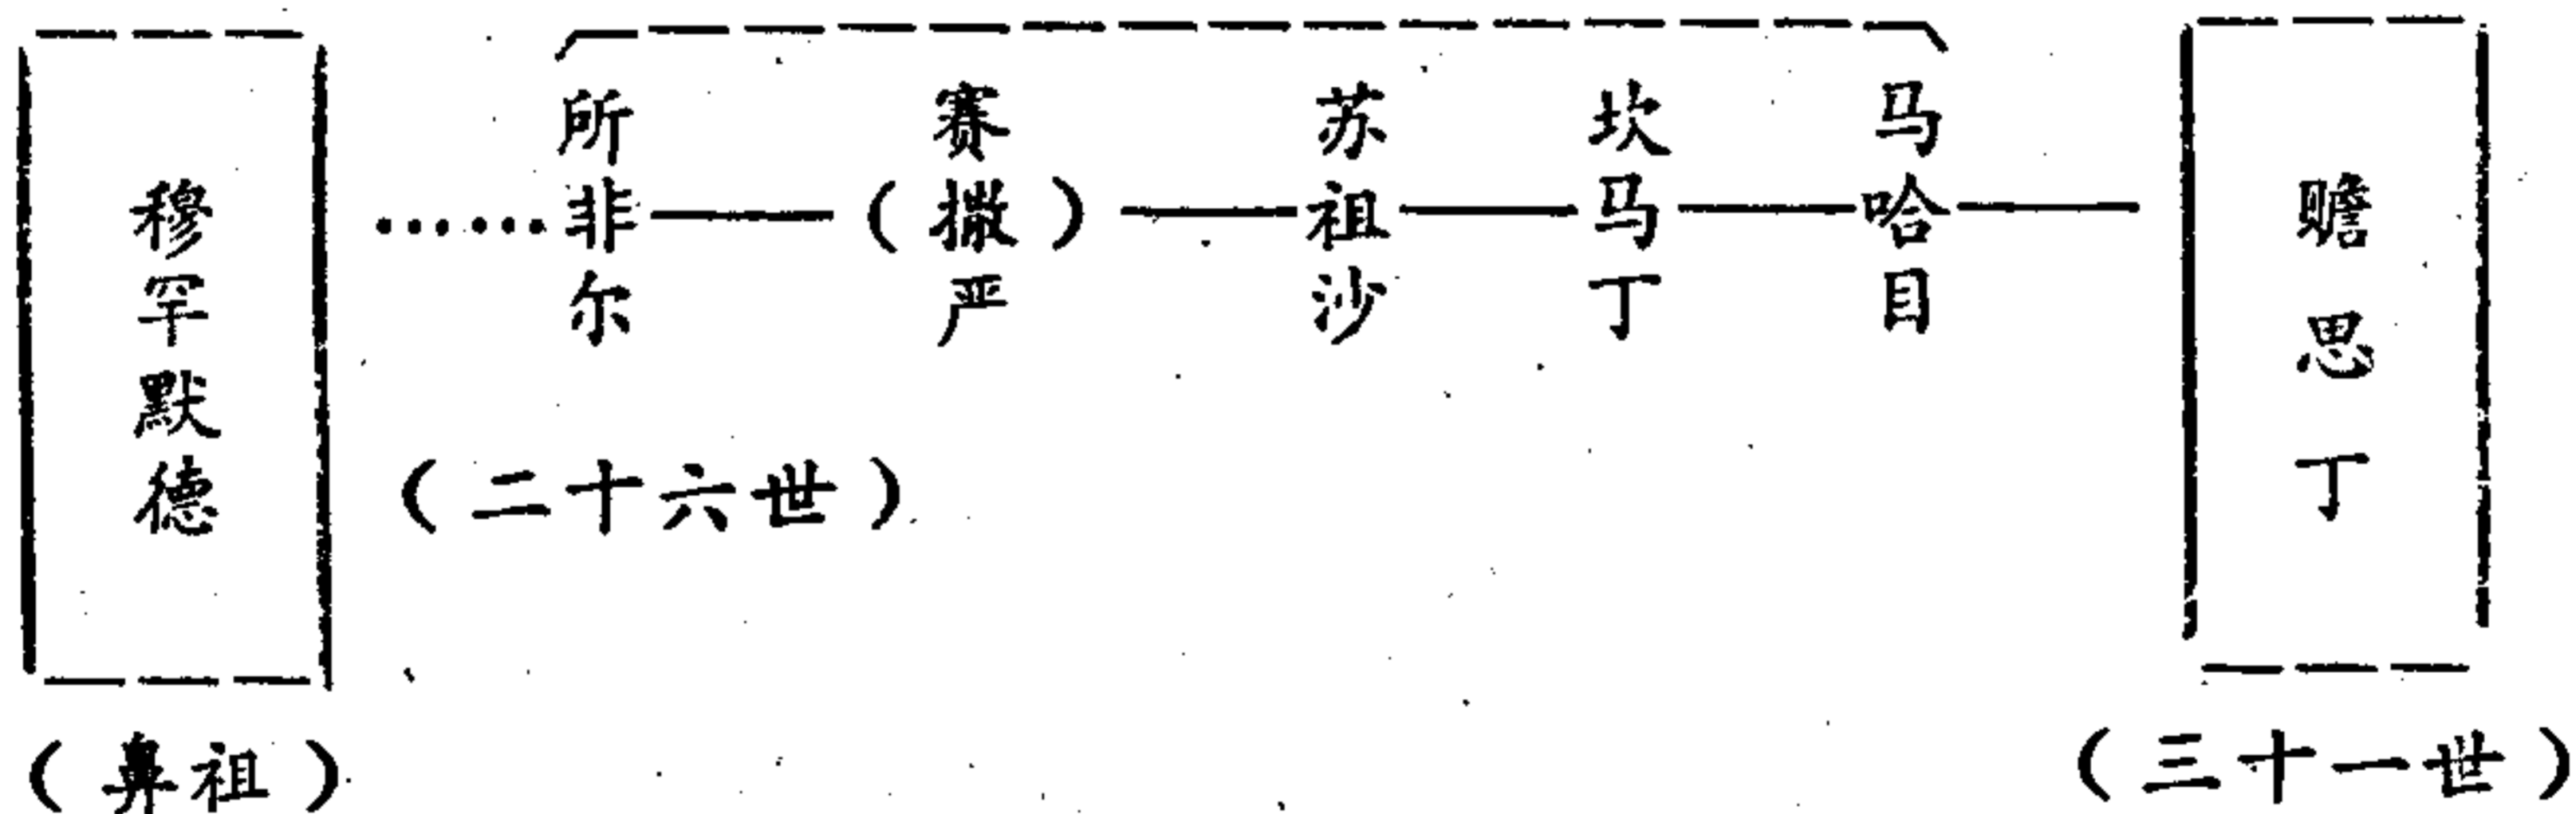 穆罕默德
……所非尔
赛(撒)严
苏祖沙
坎马丁
马哈目
赡思丁
(二十六世)
(鼻祖)
(三十一世)